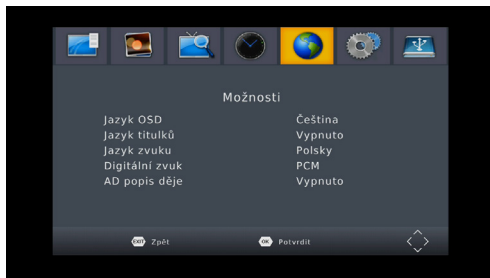 Možnosti
Jazyk OSD Čeština
Jazyk titulků Vypnuto
Jazyk zvuku Polsky
Digitální zvuk PCM
AD popis děje Vypnuto
EXIT Zpět OK Potvrdit